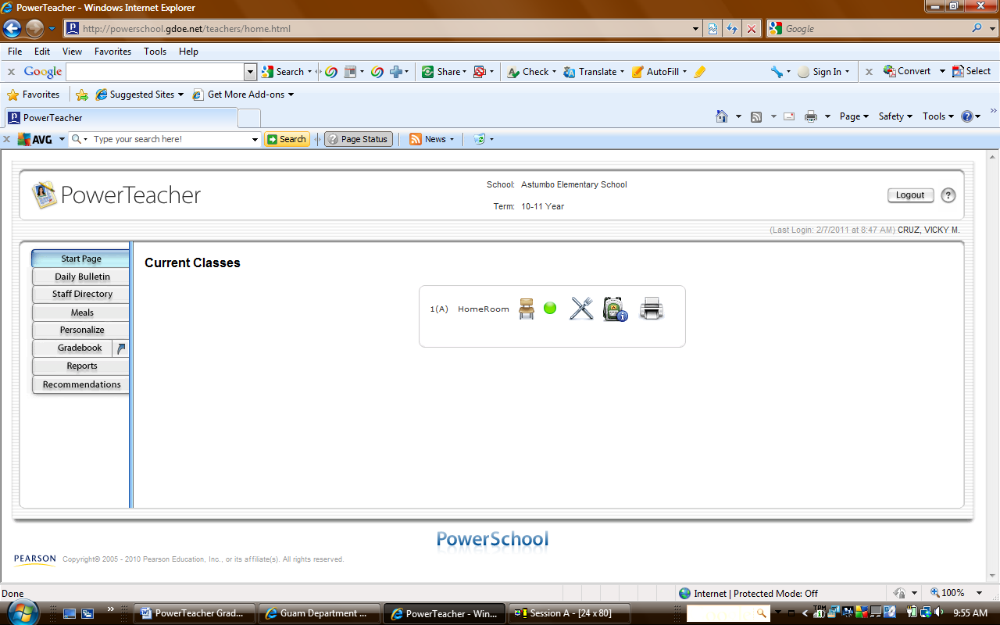 PowerTeacher - Windows Internet Explorer
http://powerschool.gdoe.net/teachers/home.html
Google
File Edit View Favorites Tools Help
x Google Search Share Check Translate AutoFill Sign In x Convert Select
Favorites Suggested Sites Get More Add-ons
PowerTeacher Page Safety Tools »
x AVG Type your search here! Search Page Status News
PowerTeacher
School: Astumbo Elementary School
Term: 10-11 Year
Logout ?
(Last Login: 2/7/2011 at 8:47 AM) CRUZ, VICKY M.
Start Page
Daily Bulletin
Staff Directory
Meals
Personalize
Gradebook
Reports
Recommendations
Current Classes
1(A) HomeRoom
PowerSchool
PEARSON Copyright© 2005 - 2010 Pearson Education, Inc., or its affiliate(s). All rights reserved.
Done Internet | Protected Mode: Off 100%
» PowerTeacher Grad... Guam Department ... PowerTeacher - Win... Session A - [24 x 80] 9:55 AM